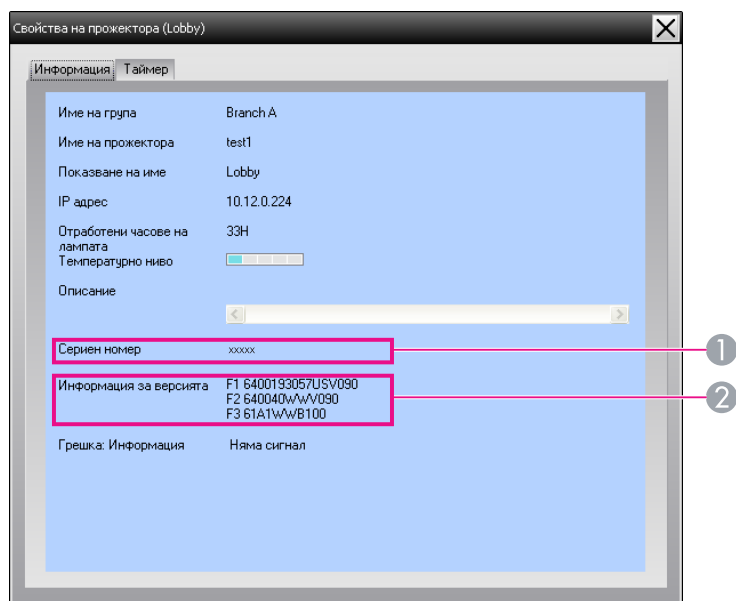 Свойства на прожектора (Lobby)
Информация Таймер
Име на група Branch A
Име на прожектора test1
Показване на име Lobby
IP адрес 10.12.0.224
Отработени часове на 33H
лампата
Температурно ниво
Описание
Сериен номер xxxxx
1
Информация за версията F1 6400193057USV090
F2 640040WWV090
2
F3 61A1WWB100
Грешка: Информация Няма сигнал